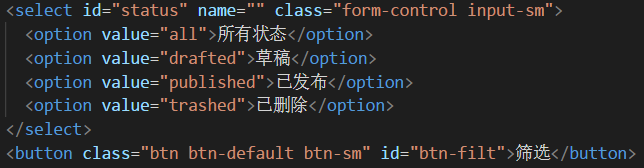 <select id="status" name="" class="form-control input-sm">
<option value="all">所有状态</option>
<option value="drafted">草稿</option>
<option value="published">已发布</option>
<option value="trashed">已删除</option>
</select>
<button class="btn btn-default btn-sm" id="btn-filt">筛选</button>